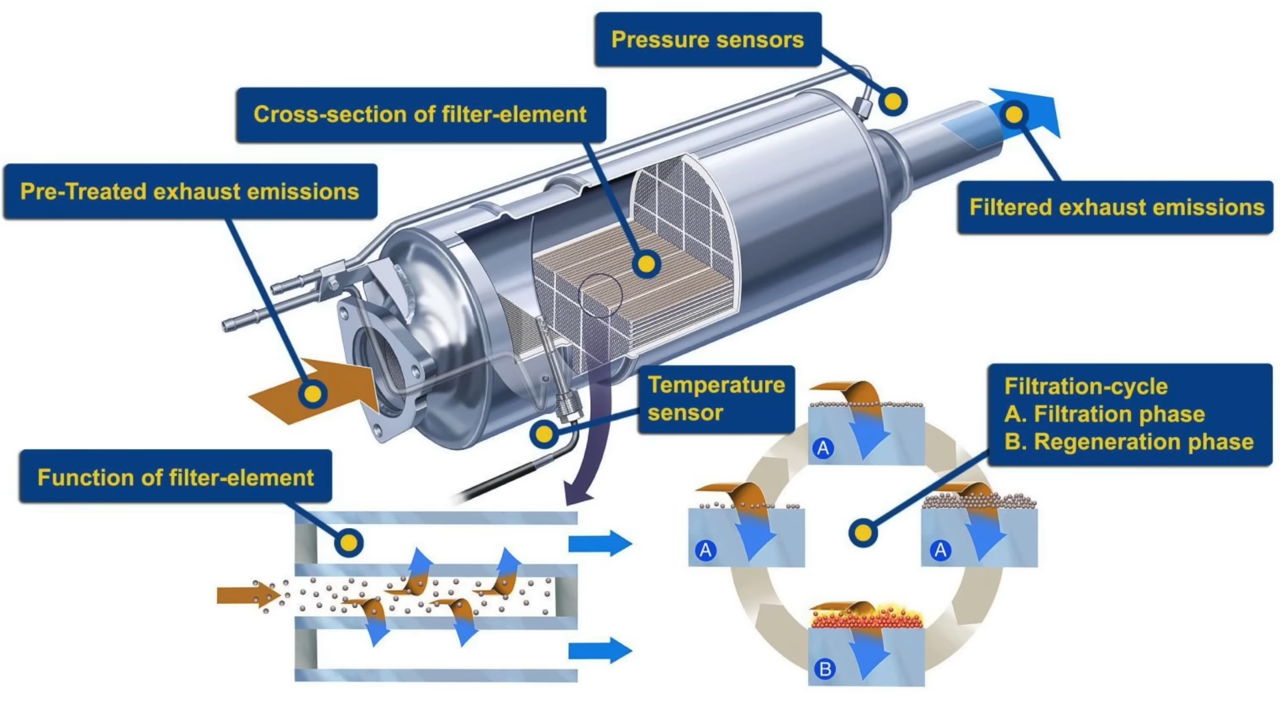 Pressure sensors
Cross-section of filter-element
Pre-Treated exhaust emissions
Filtered exhaust emissions
Temperature
sensor
Filtration-cycle
A. Filtration phase
B. Regeneration phase
Function of filter-element
A
A
A
B